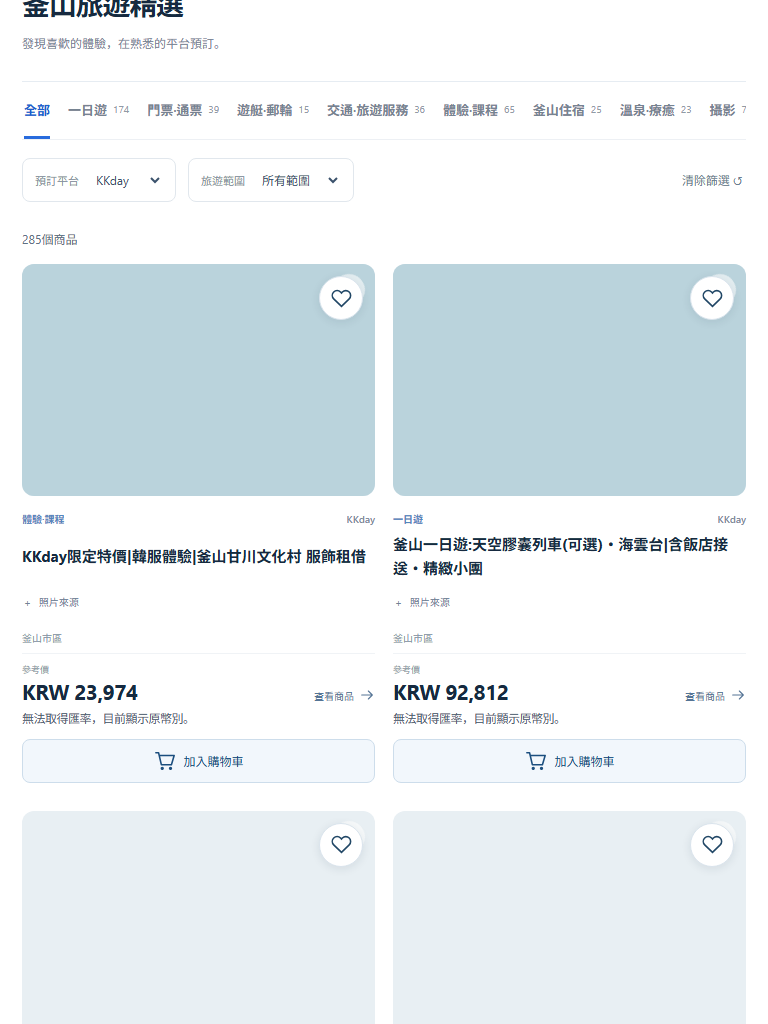 釜山旅遊精選
發現喜歡的體驗，在熟悉的平台預訂。
全部 一日遊 174 門票·通票 39 遊艇·郵輪 15 交通·旅遊服務 36 體驗·課程 65 釜山住宿 25 溫泉·療癒 23 攝影 7
預訂平台 KKday 旅遊範圍 所有範圍 清除篩選 ↺
285個商品
體驗·課程 KKday
KKday限定特價|韓服體驗|釜山甘川文化村 服飾租借
+ 照片來源
釜山市區
參考價
KRW 23,974 查看商品 →
無法取得匯率，目前顯示原幣別。
加入購物車
一日遊 KKday
釜山一日遊:天空膠囊列車(可選)・海雲台|含飯店接
送・精緻小團
+ 照片來源
釜山市區
參考價
KRW 92,812 查看商品 →
無法取得匯率，目前顯示原幣別。
加入購物車